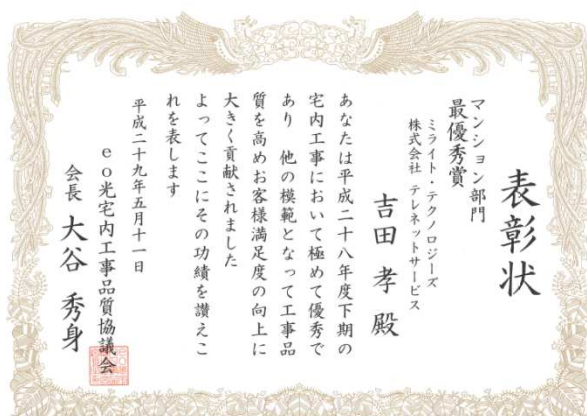 表彰状
マンション部門
最優秀賞
ミライト・テクノロジーズ
株式会社 テレネットサービス
吉田 孝 殿
あなたは平成二十八年度下期の
宅内工事において極めて優秀で
あり 他の模範となって工事品
質を高めお客様満足度の向上に
大きく貢献されました
よってここにその功績を讃えこ
れを表します
平成二十九年五月十一日
eo光宅内工事品質協議会
会長 大谷 秀身